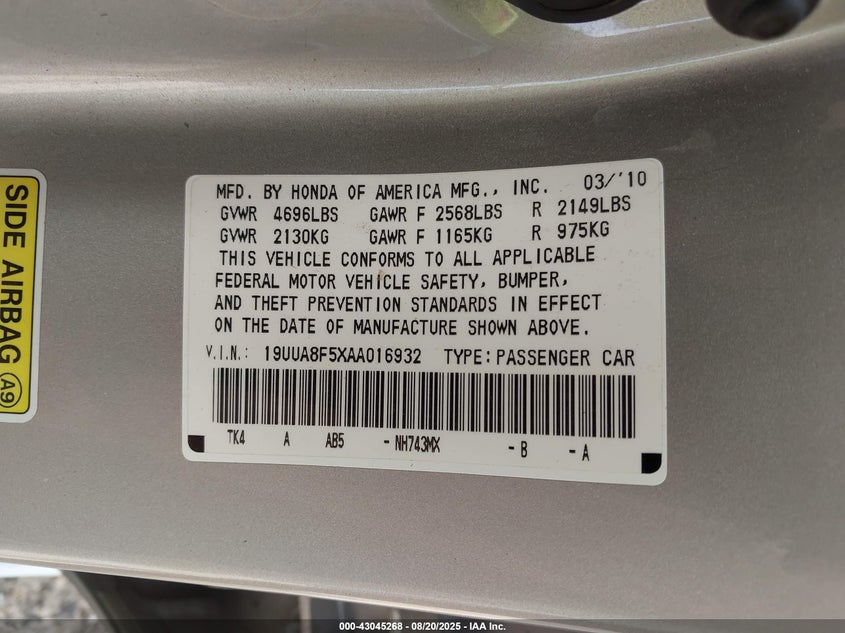 MFD. BY HONDA OF AMERICA MFG., INC. 03/'10
GVWR 4696LBS GAWR F 2568LBS R 2149LBS
GVWR 2130KG GAWR F 1165KG R 975KG
THIS VEHICLE CONFORMS TO ALL APPLICABLE
FEDERAL MOTOR VEHICLE SAFETY, BUMPER,
AND THEFT PREVENTION STANDARDS IN EFFECT
ON THE DATE OF MANUFACTURE SHOWN ABOVE.
V.I.N.: 19UUA8F5XAA016932 TYPE: PASSENGER CAR
TK4 A AB5 - NH743MX - B - A
SIDE AIRBAG A9
000-43045268 - 08/20/2025 - IAA Inc.